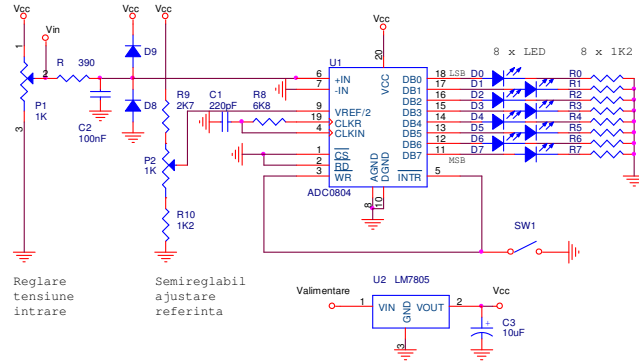 Vcc
Vcc
Vcc
Vin
8 x LED
8 x 1K2
1
2
3
R
390
D9
D8
C2
100nF
P1
1K
R9
2K7
C1
220pF
R8
6K8
P2
1K
R10
1K2
U1
20
VCC
6
+IN
7
-IN
9
VREF/2
19
CLKR
4
CLKIN
1
CS
2
RD
3
WR
ADC0804
AGND
DGND
8
10
INTR
5
DB0
18
LSB
D0
R0
DB1
17
D1
R1
DB2
16
D2
R2
DB3
15
D3
R3
DB4
14
D4
R4
DB5
13
D5
R5
DB6
12
D6
R6
DB7
11
D7
R7
MSB
SW1
Reglare
tensiune
intrare
Semireglabil
ajustare
referinta
U2 LM7805
Valimentare
1
VIN
VOUT
2
Vcc
GND
3
+
C3
10uF